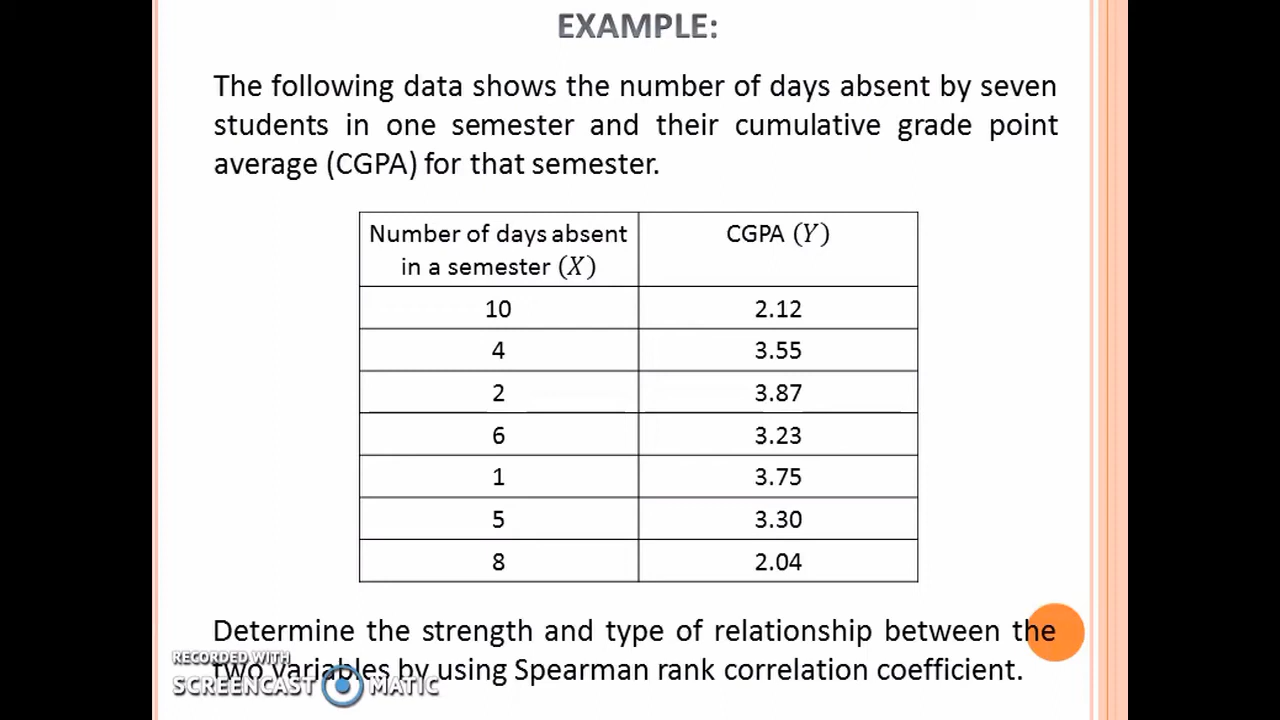 EXAMPLE:
The following data shows the number of days absent by seven
students in one semester and their cumulative grade point
average (CGPA) for that semester.
Number of days absent
in a semester (X)
CGPA (Y)
10 2.12
4 3.55
2 3.87
6 3.23
1 3.75
5 3.30
8 2.04
Determine the strength and type of relationship between the
two variables by using Spearman rank correlation coefficient.
RECORDED WITH
SCREENCAST MATIC